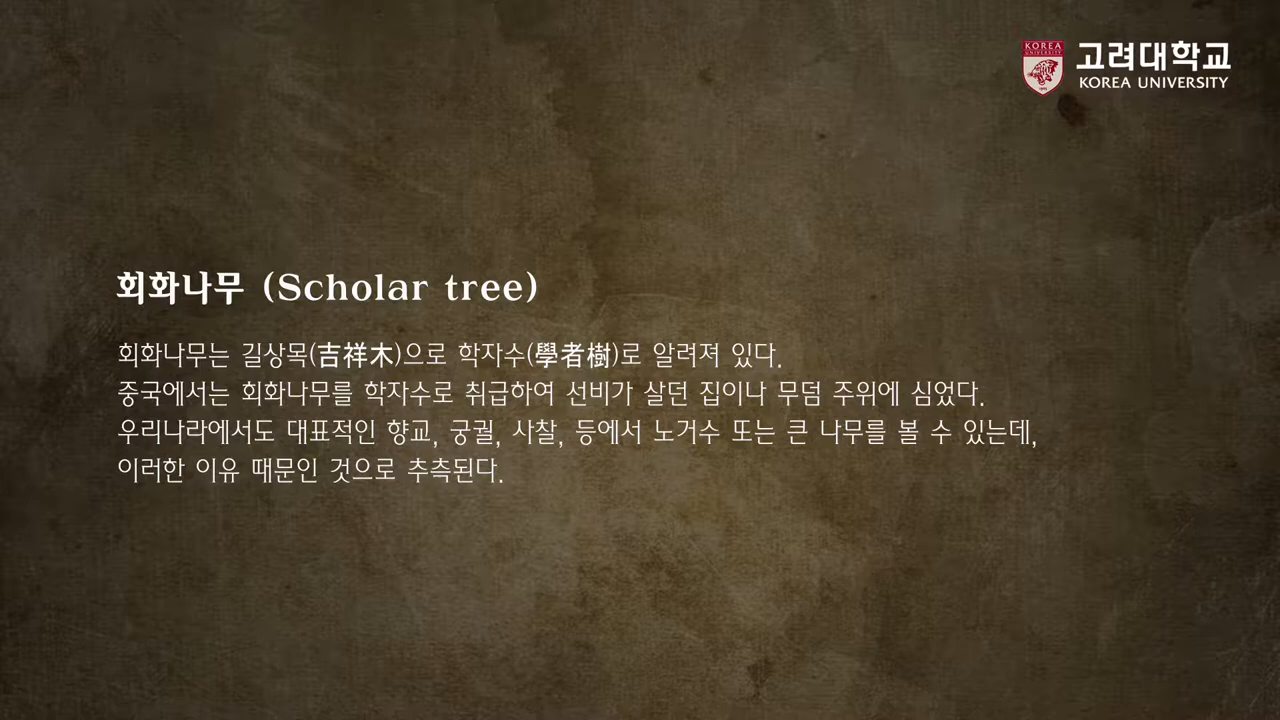 KOREA
UNIVERSITY
고려대학교
KOREA UNIVERSITY
회화나무 (Scholar tree)
회화나무는 길상목(吉祥木)으로 학자수(學者樹)로 알려져 있다.
중국에서는 회화나무를 학자수로 취급하여 선비가 살던 집이나 무덤 주위에 심었다.
우리나라에서도 대표적인 향교, 궁궐, 사찰, 등에서 노거수 또는 큰 나무를 볼 수 있는데,
이러한 이유 때문인 것으로 추측된다.